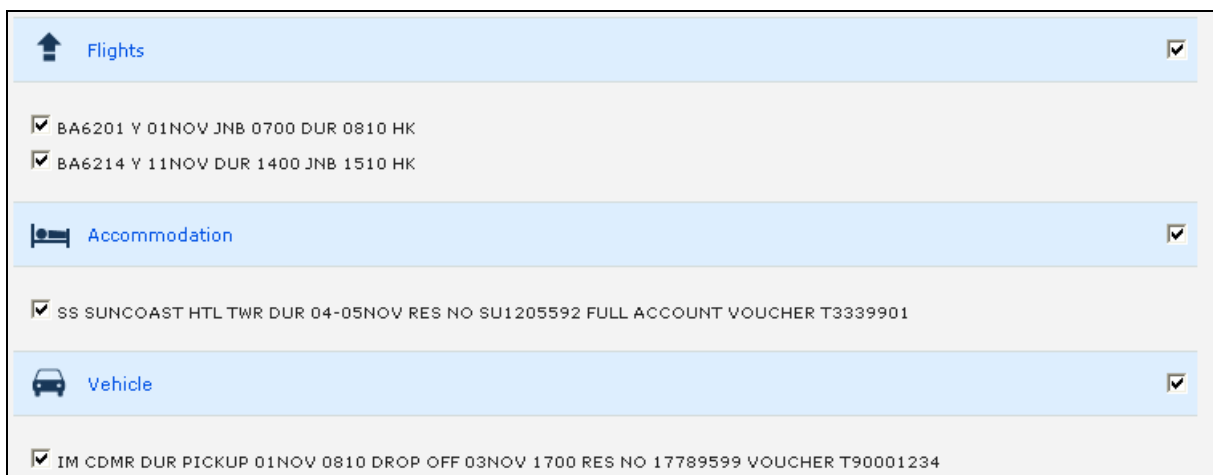 Flights
BA6201 Y 01NOV JNB 0700 DUR 0810 HK
BA6214 Y 11NOV DUR 1400 JNB 1510 HK
Accommodation
SS SUNCOAST HTL TWR DUR 04-05NOV RES NO SU1205592 FULL ACCOUNT VOUCHER T3339901
Vehicle
IM CDMR DUR PICKUP 01NOV 0810 DROP OFF 03NOV 1700 RES NO 17789599 VOUCHER T90001234